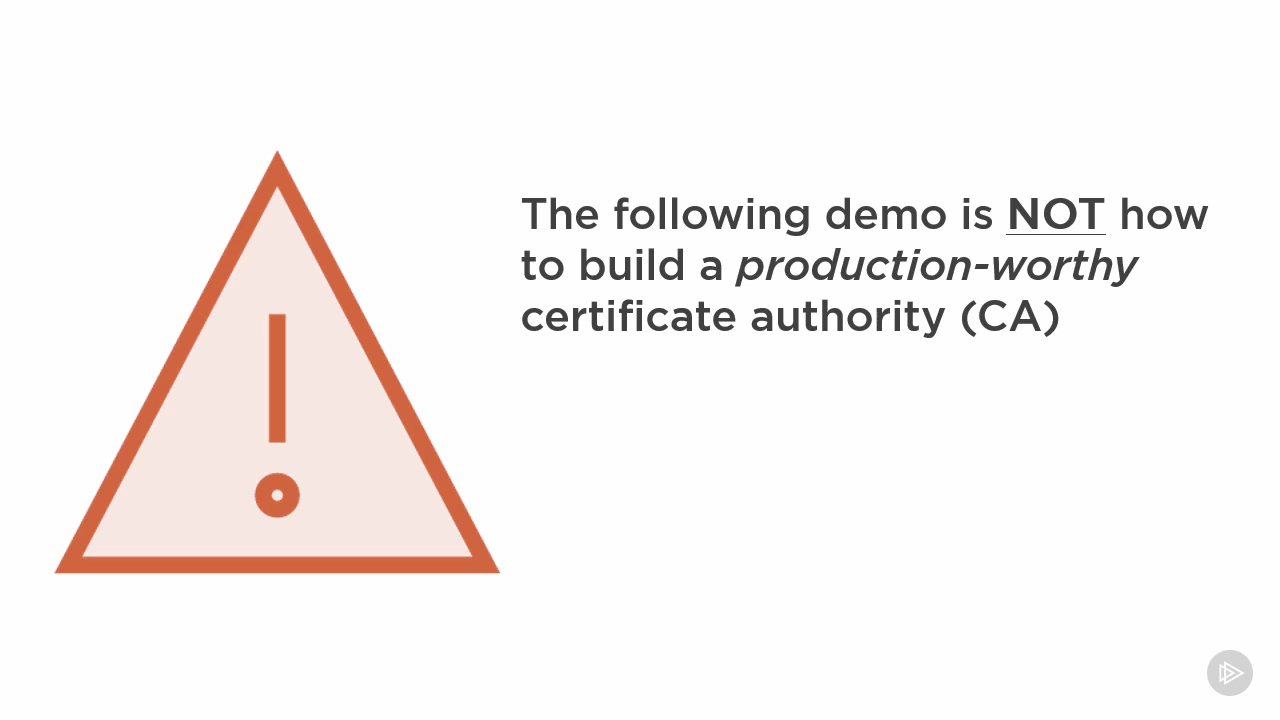 The following demo is NOT how
to build a production-worthy
certificate authority (CA)